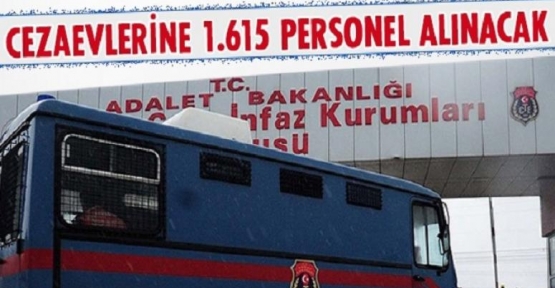 CEZAEVLERİNE 1.615 PERSONEL ALINACAK
T.C.
ADALET BAKANLIĞI
İnfaz Kurumları